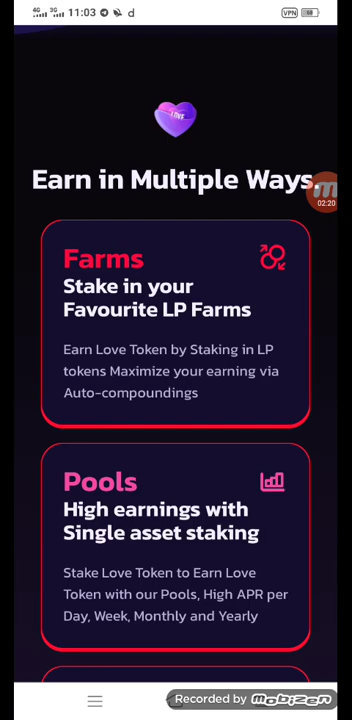 4G 3G 11:03 d VPN 68
LOVE
Earn in Multiple Ways.
02:20
Farms
Stake in your
Favourite LP Farms
Earn Love Token by Staking in LP
tokens Maximize your earning via
Auto-compoundings
Pools
High earnings with
Single asset staking
Stake Love Token to Earn Love
Token with our Pools, High APR per
Day, Week, Monthly and Yearly
Recorded by mobizen